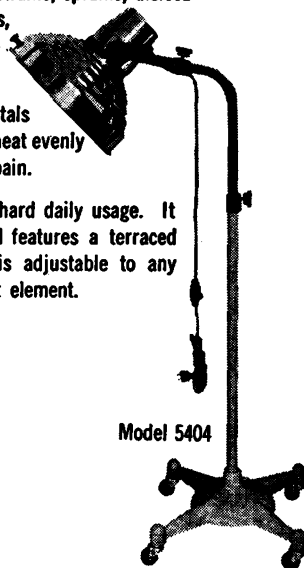 s,
tals
heat evenly
pain.
hard daily usage. It
features a terraced
is adjustable to any
element.
Model 5404